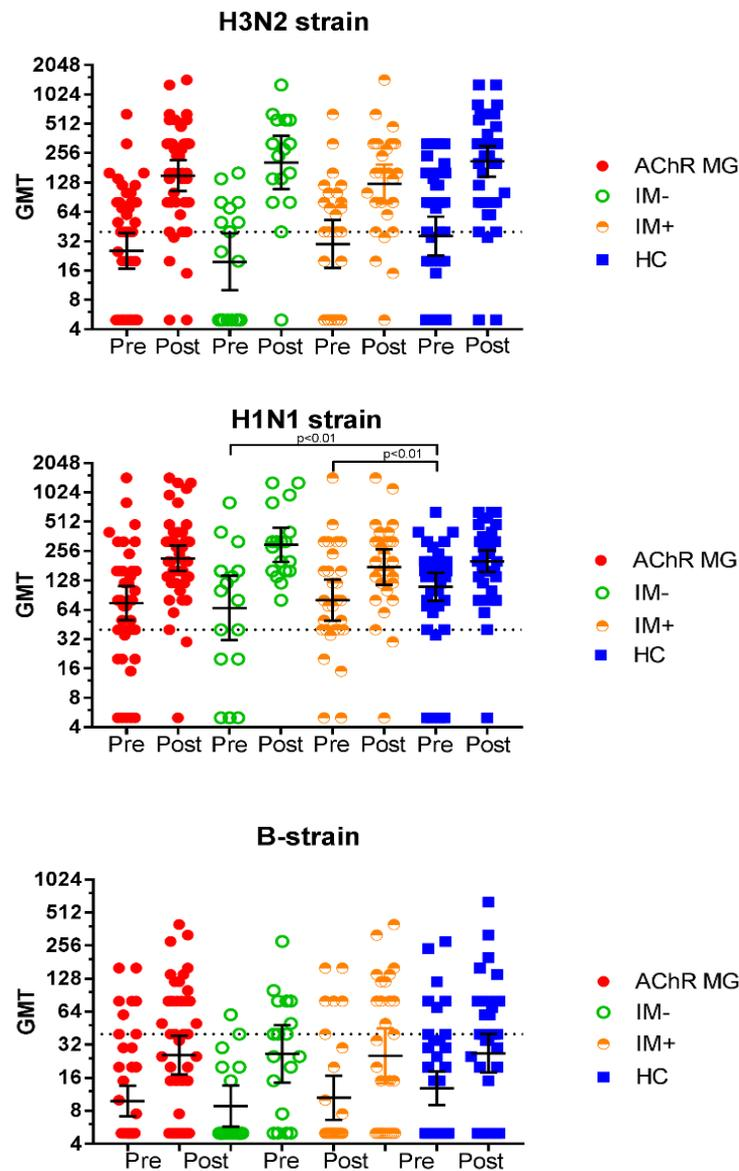 H3N2 strain
2048
1024
512
256
128
64
32
16
8
4
GMT
Pre Post Pre Post Pre Post Pre Post
AChR MG
IM-
IM+
HC
H1N1 strain
p<0.01
p<0.01
2048
1024
512
256
128
64
32
16
8
4
GMT
Pre Post Pre Post Pre Post Pre Post
AChR MG
IM-
IM+
HC
B-strain
1024
512
256
128
64
32
16
8
4
GMT
Pre Post Pre Post Pre Post Pre Post
AChR MG
IM-
IM+
HC